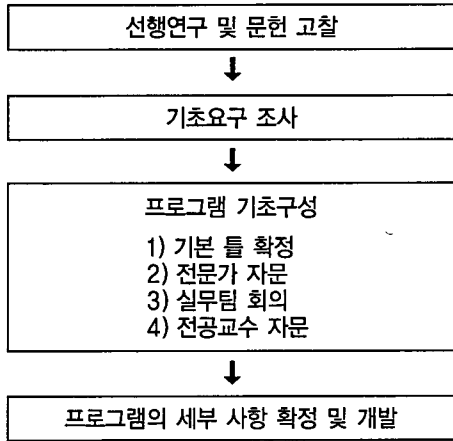 선행연구 및 문헌 고찰
기초요구 조사
프로그램 기초구성
1) 기본 틀 확정
2) 전문가 자문
3) 실무팀 회의
4) 전공교수 자문
프로그램의 세부 사항 확정 및 개발